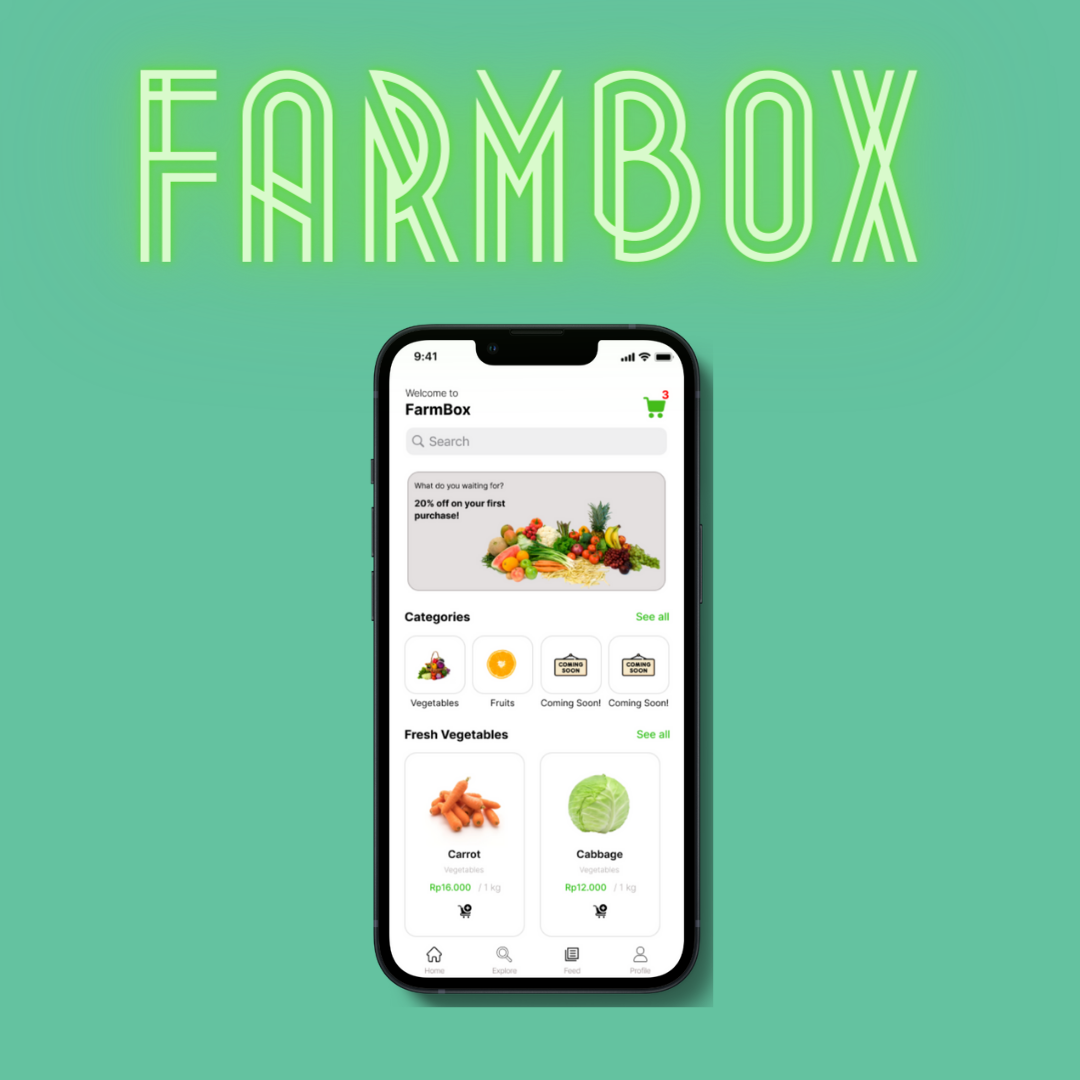 FARMBOX
9:41
Welcome to
FarmBox
3
Search
What do you waiting for?
20% off on your first
purchase!
Categories
See all
COMING
SOON
COMING
SOON
Vegetables
Fruits
Coming Soon!
Coming Soon!
Fresh Vegetables
See all
Carrot
Vegetables
Rp16.000 / 1 kg
Cabbage
Vegetables
Rp12.000 / 1 kg
Home
Explore
Feed
Profile